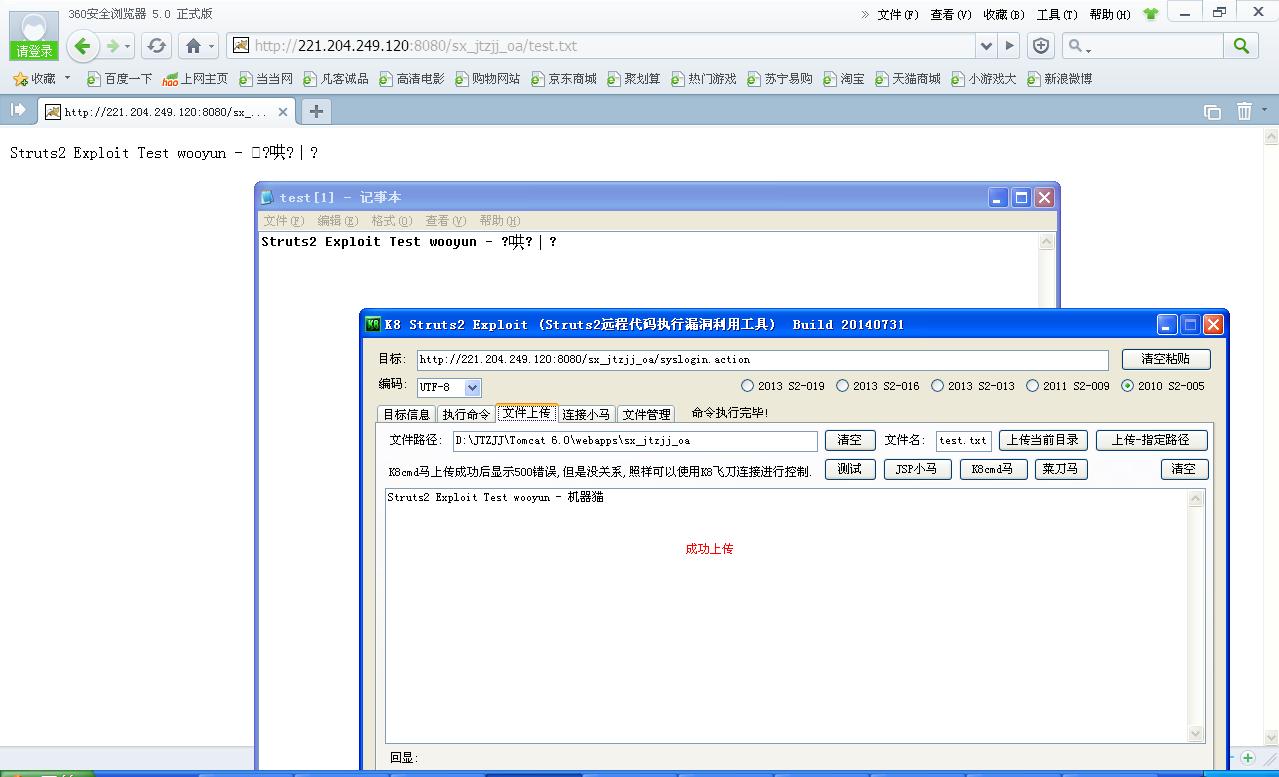 360安全浏览器 5.0 正式版
» 文件(F) 查看(V) 收藏(B) 工具(T) 帮助(H)
请登录
http://221.204.249.120:8080/sx_jtzjj_oa/test.txt
收藏 百度一下 上网主页 当当网 凡客诚品 高清电影 购物网站 京东商城 聚划算 热门游戏 苏宁易购 淘宝 天猫商城 小游戏大 新浪微博
http://221.204.249.120:8080/sx_...
Struts2 Exploit Test wooyun - ?哄?|?
test[1] - 记事本
文件(F) 编辑(E) 格式(O) 查看(V) 帮助(H)
Struts2 Exploit Test wooyun - ?哄?|?
K8 Struts2 Exploit (Struts2远程代码执行漏洞利用工具) Build 20140731
目标: http://221.204.249.120:8080/sx_jtzjj_oa/syslogin.action 清空粘贴
编码: UTF-8 2013 S2-019 2013 S2-016 2013 S2-013 2011 S2-009 2010 S2-005
目标信息 执行命令 文件上传 连接小马 文件管理 命令执行完毕!
文件路径: D:\JTZJJ\Tomcat 6.0\webapps\sx_jtzjj_oa 清空 文件名: test.txt 上传当前目录 上传-指定路径
K8cmd马上传成功后显示500错误,但是没关系,照样可以使用K8飞刀连接进行控制. 测试 JSP小马 K8cmd马 菜刀马 清空
Struts2 Exploit Test wooyun - 机器猫
成功上传
回显: